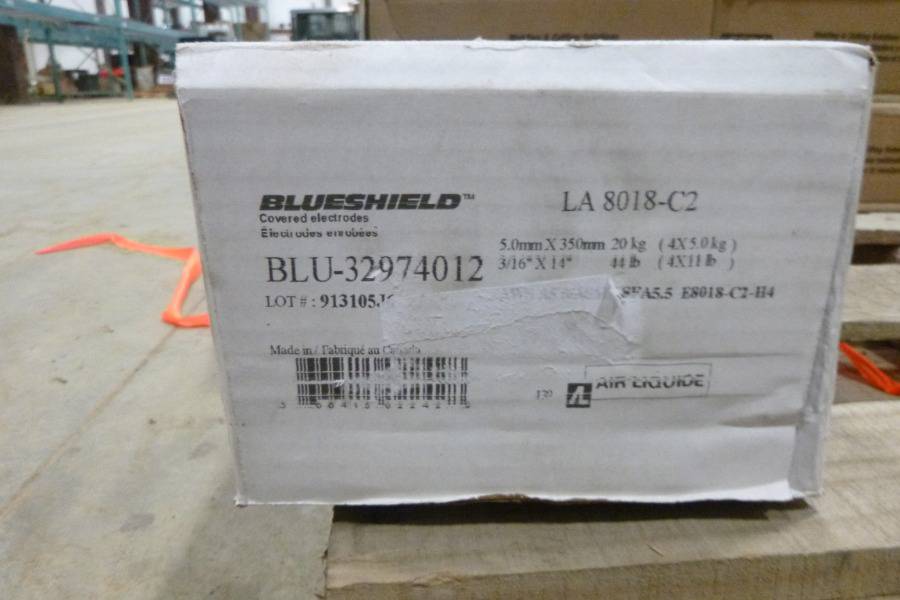 BLUESHIELD™
Covered electrodes
Électrodes enrobées
LA 8018-C2
5.0mm X 350mm 20 kg ( 4X 5.0 kg )
3/16" X 14" 44 lb ( 4X11 lb )
BLU-32974012
LOT # : 913105
SFA5.5 E8018-C2-H4
Made in / Fabriqué au Canada
139
AIR LIQUIDE